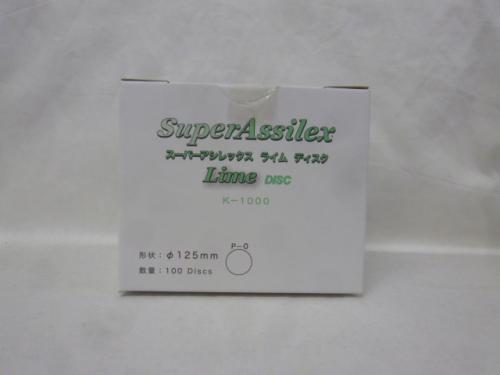 SuperAssilex
スーパーアシレックス ライム ディスク
Lime DISC
K-1000
P-0
形状：φ125mm
数量：100 Discs